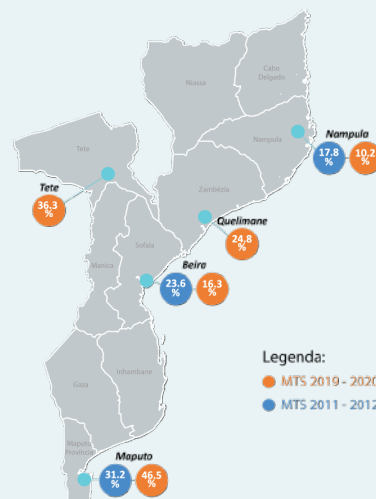 Cabo
Delgado
Niassa
Nampula
Nampula
17.8
%
10.2
%
Tete
Tete
36.3
%
Zambézia
Quelimane
24.8
%
Sofala
Manica
Beira
23.6
%
16.3
%
Inhambane
Gaza
Legenda:
MTS 2019 - 2020
MTS 2011 - 2012
Maputo
Províncial
Maputo
31.2
%
46.5
%